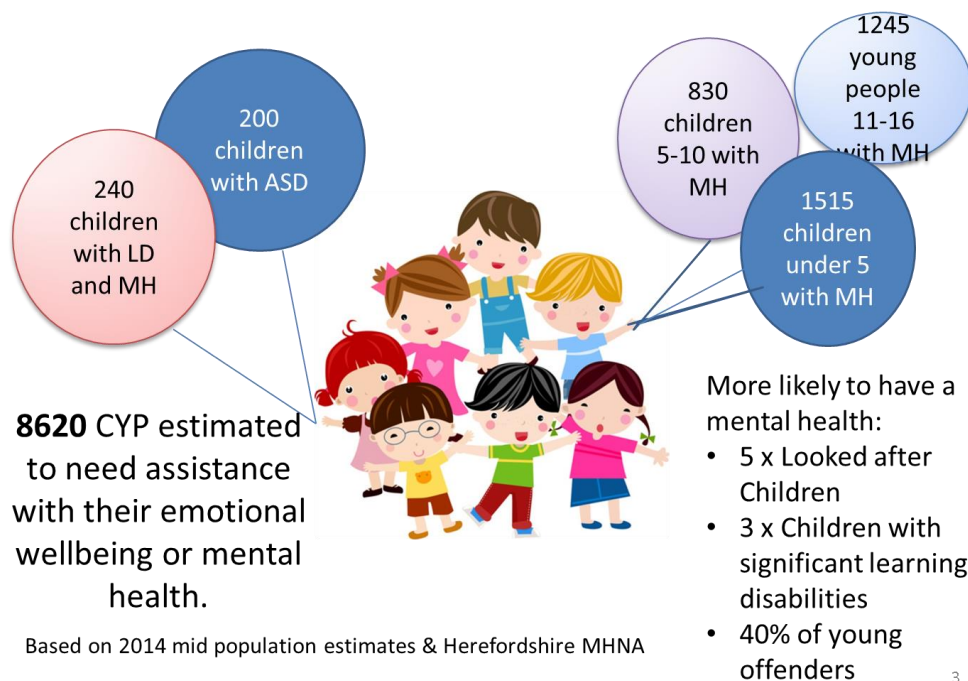 200
children
with ASD
240
children
with LD
and MH
830
children
5-10 with
MH
1245
young
people
11-16
with MH
1515
children
under 5
with MH
8620 CYP estimated
to need assistance
with their emotional
wellbeing or mental
health.
Based on 2014 mid population estimates & Herefordshire MHNA
More likely to have a
mental health:
• 5 x Looked after
Children
• 3 x Children with
significant learning
disabilities
• 40% of young
offenders
3